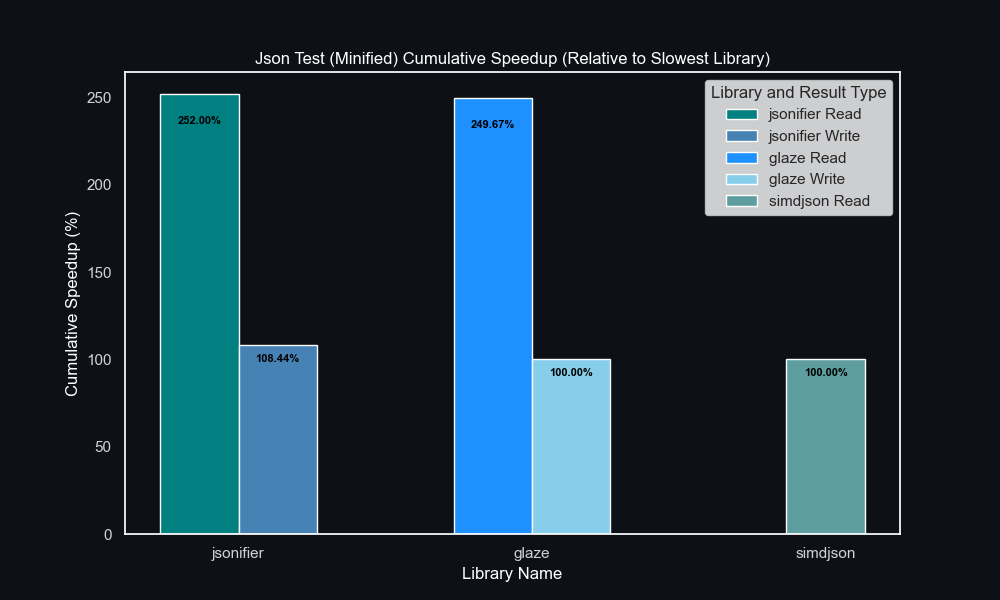 Json Test (Minified) Cumulative Speedup (Relative to Slowest Library)
Library and Result Type
jsonifier Read
jsonifier Write
glaze Read
glaze Write
simdjson Read
Cumulative Speedup (%)
250
200
150
100
50
0
252.00%
108.44%
249.67%
100.00%
100.00%
jsonifier
glaze
simdjson
Library Name